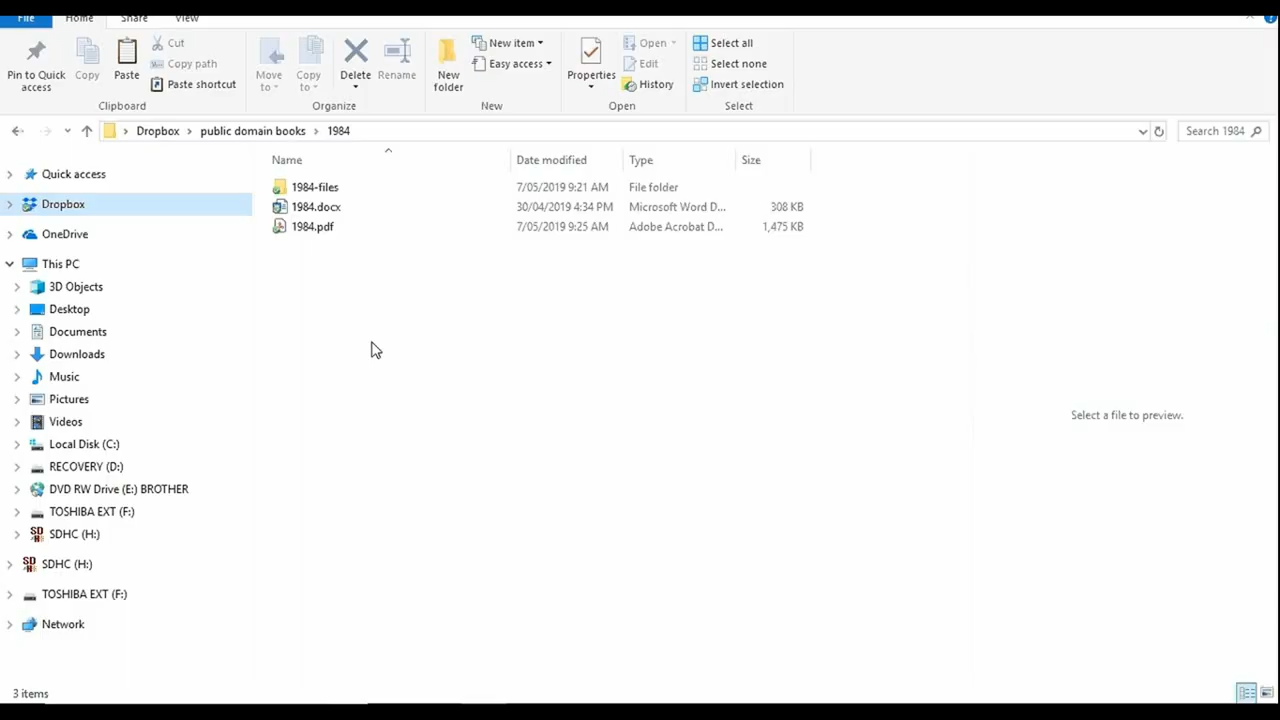 File Home Share View
Pin to Quick access
Copy
Paste
Cut
Copy path
Paste shortcut
Clipboard
Move to
Copy to
Delete
Rename
Organize
New folder
New item
Easy access
New
Properties
Open
Edit
History
Open
Select all
Select none
Invert selection
Select
Dropbox > public domain books > 1984
Search 1984
Name Date modified Type Size
1984-files 7/05/2019 9:21 AM File folder
1984.docx 30/04/2019 4:34 PM Microsoft Word D... 308 KB
1984.pdf 7/05/2019 9:25 AM Adobe Acrobat D... 1,475 KB
Quick access
Dropbox
OneDrive
This PC
3D Objects
Desktop
Documents
Downloads
Music
Pictures
Videos
Local Disk (C:)
RECOVERY (D:)
DVD RW Drive (E:) BROTHER
TOSHIBA EXT (F:)
SDHC (H:)
SDHC (H:)
TOSHIBA EXT (F:)
Network
Select a file to preview.
3 items